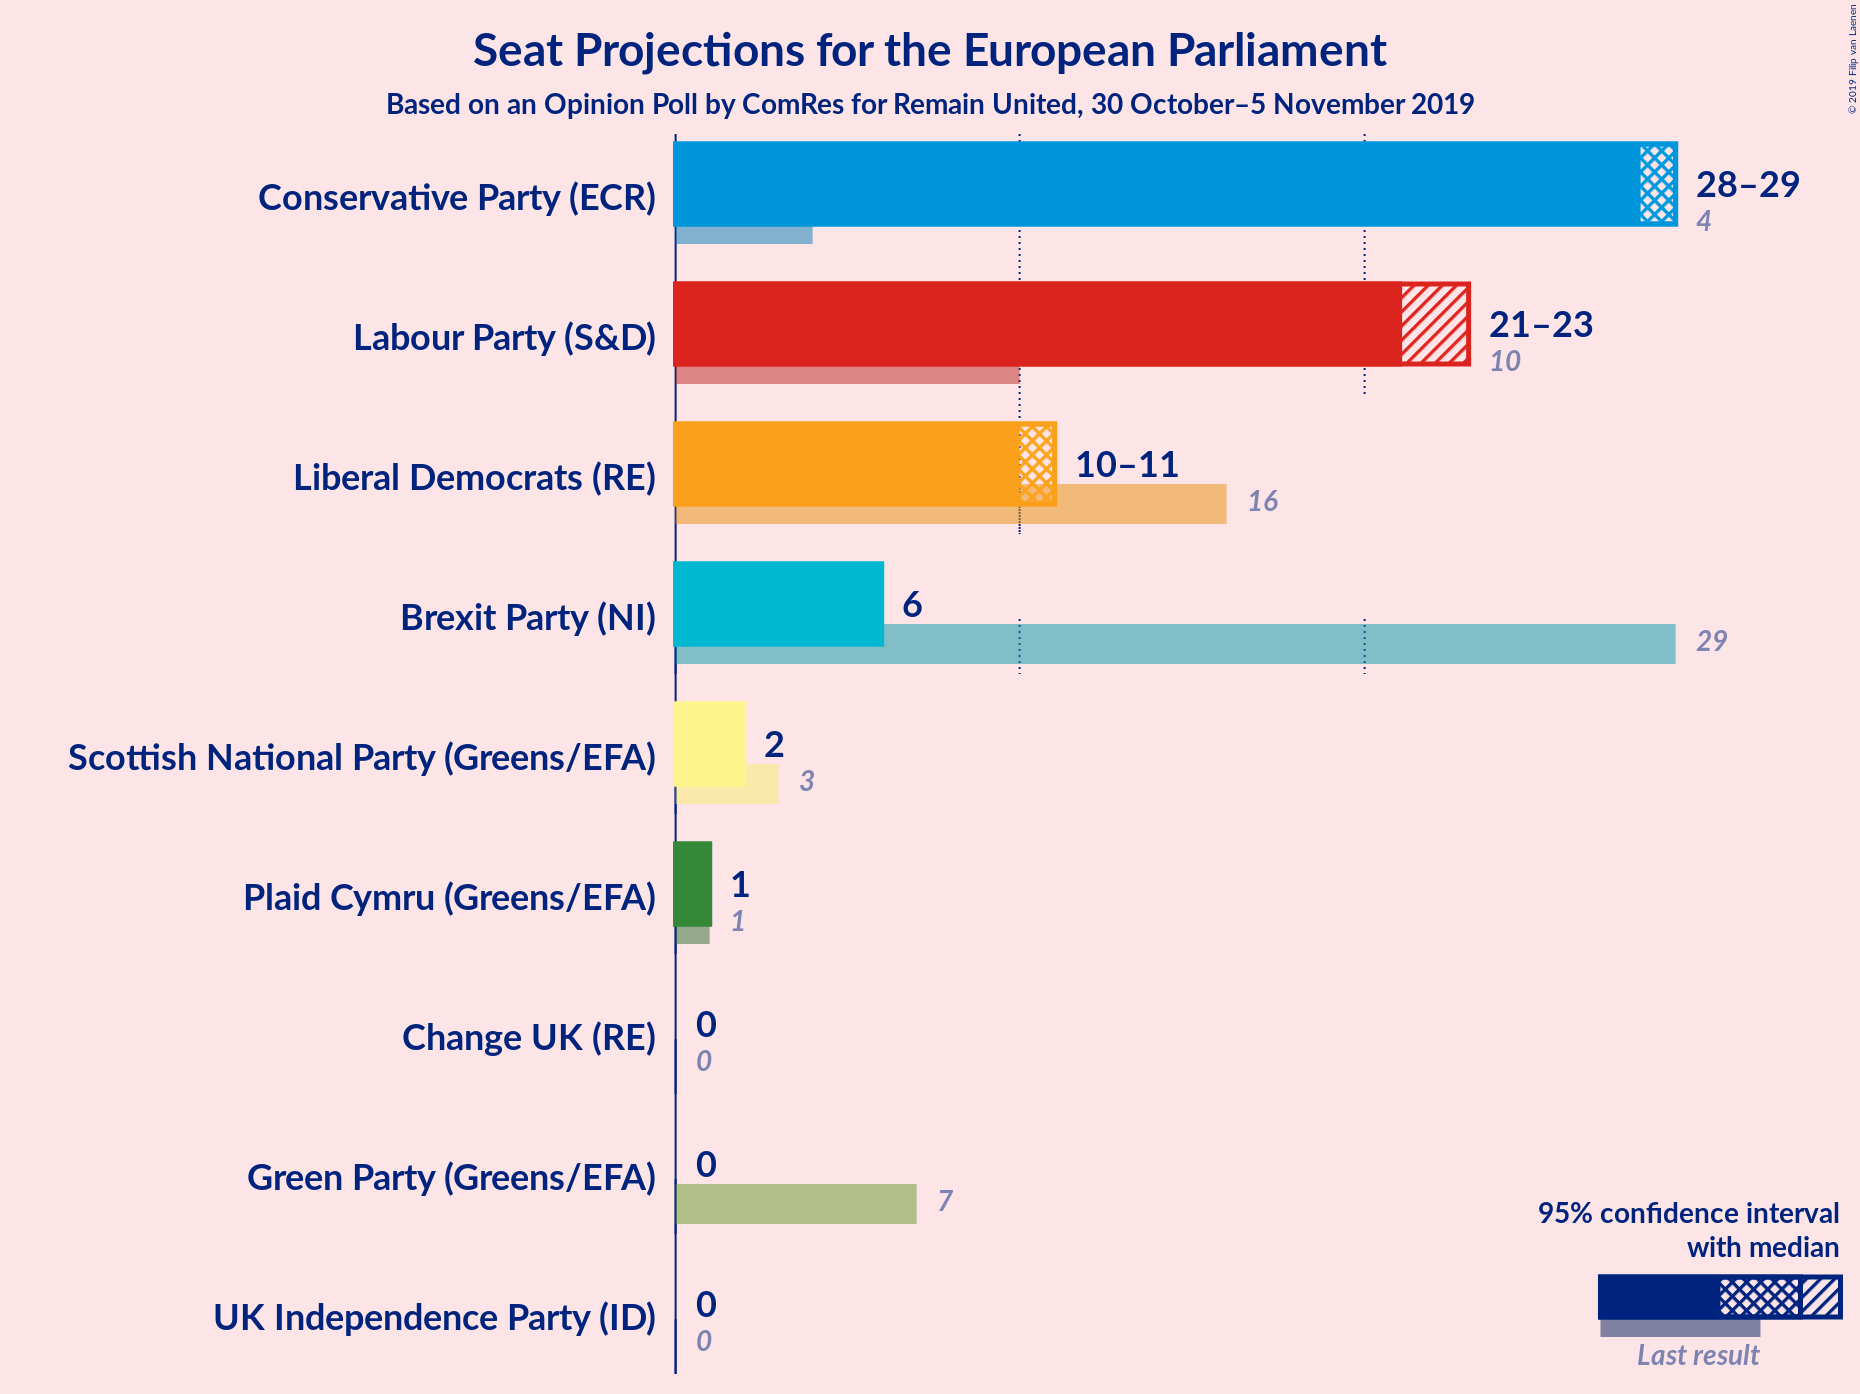 Seat Projections for the European Parliament
Based on an Opinion Poll by ComRes for Remain United, 30 October–5 November 2019
© 2019 Filip van Laenen
Conservative Party (ECR)
28–29
4
Labour Party (S&D)
21–23
10
Liberal Democrats (RE)
10–11
16
Brexit Party (NI)
6
29
Scottish National Party (Greens/EFA)
2
3
Plaid Cymru (Greens/EFA)
1
1
Change UK (RE)
0
0
Green Party (Greens/EFA)
0
7
UK Independence Party (ID)
0
0
95% confidence interval
with median
Last result